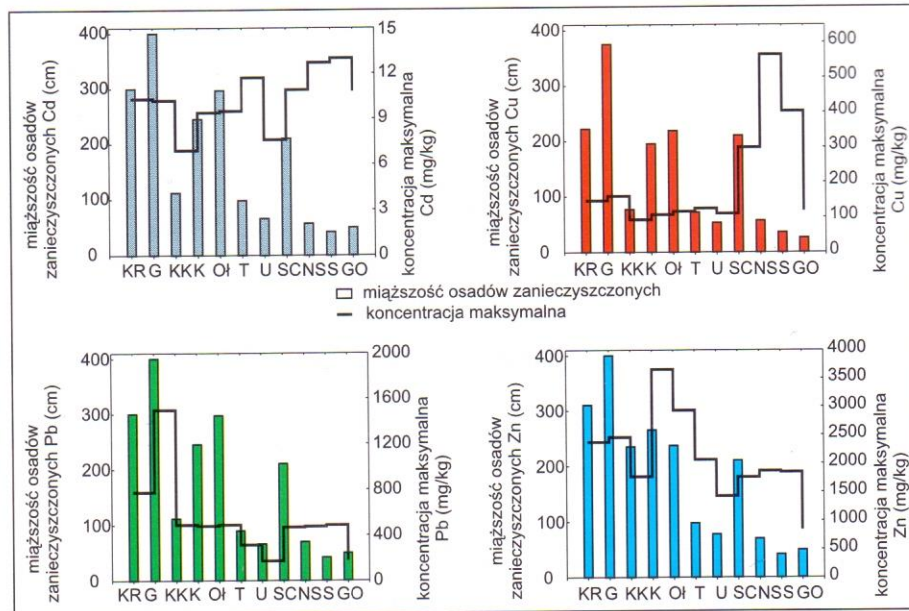 miąższość osadów
zanieczyszczonych Cd (cm)
400
300
200
100
0
15
12
9
6
3
0
koncentracja maksymalna
Cd (mg/kg)
KR G KK K Oł T U SC N SS S GO
miąższość osadów
zanieczyszczonych Cu (cm)
400
300
200
100
0
600
500
400
300
200
100
0
koncentracja maksymalna
Cu (mg/kg)
KR G KK K Oł T U SC N SS S GO
miąższość osadów zanieczyszczonych
koncentracja maksymalna
miąższość osadów
zanieczyszczonych Pb (cm)
400
300
200
100
0
2000
1600
1200
800
400
0
koncentracja maksymalna
Pb (mg/kg)
KR G KK K Oł T U SC N SS S GO
miąższość osadów
zanieczyszczonych Zn (cm)
400
300
200
100
0
4000
3500
3000
2500
2000
1500
1000
500
0
koncentracja maksymalna
Zn (mg/kg)
KR G KK K Oł T U SC N SS S GO